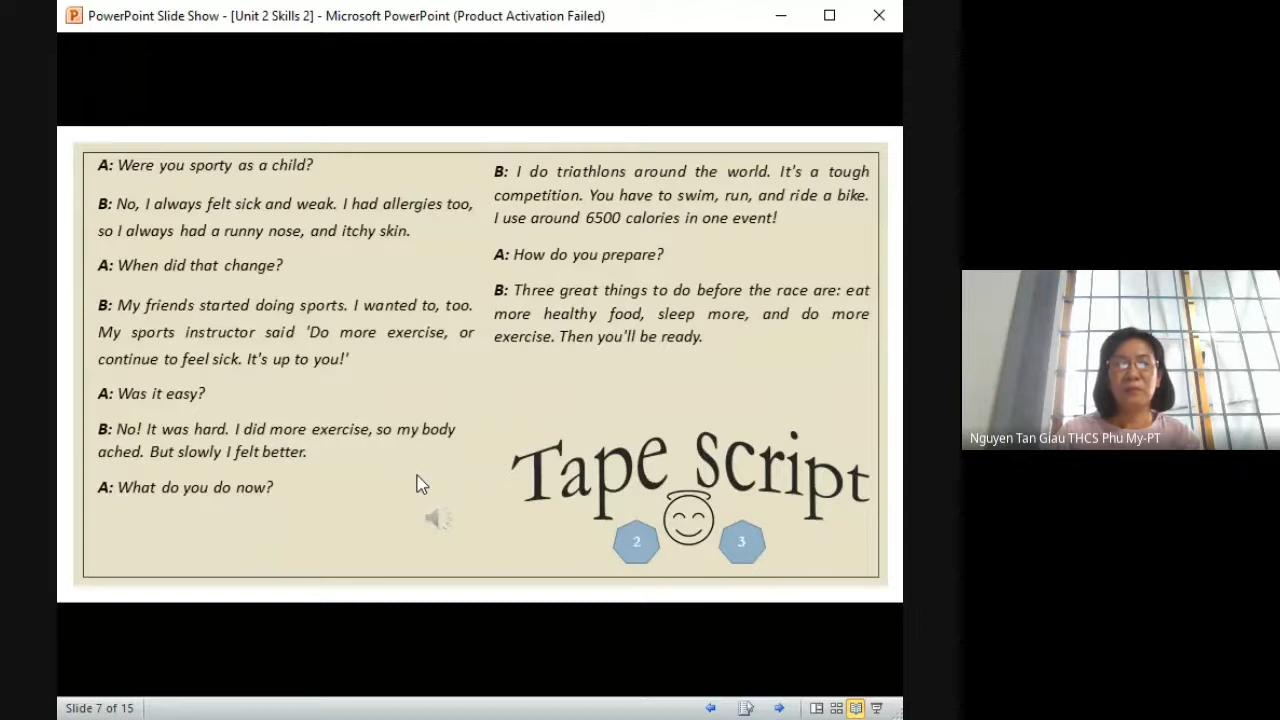 PowerPoint Slide Show - [Unit 2 Skills 2] - Microsoft PowerPoint (Product Activation Failed)
A: Were you sporty as a child?
B: No, I always felt sick and weak. I had allergies too,
so I always had a runny nose, and itchy skin.
A: When did that change?
B: My friends started doing sports. I wanted to, too.
My sports instructor said 'Do more exercise, or
continue to feel sick. It's up to you!'
A: Was it easy?
B: No! It was hard. I did more exercise, so my body
ached. But slowly I felt better.
A: What do you do now?
B: I do triathlons around the world. It's a tough
competition. You have to swim, run, and ride a bike.
I use around 6500 calories in one event!
A: How do you prepare?
B: Three great things to do before the race are: eat
more healthy food, sleep more, and do more
exercise. Then you'll be ready.
Tape script
2
3
Nguyen Tan Giau THCS Phu My-PT
Slide 7 of 15